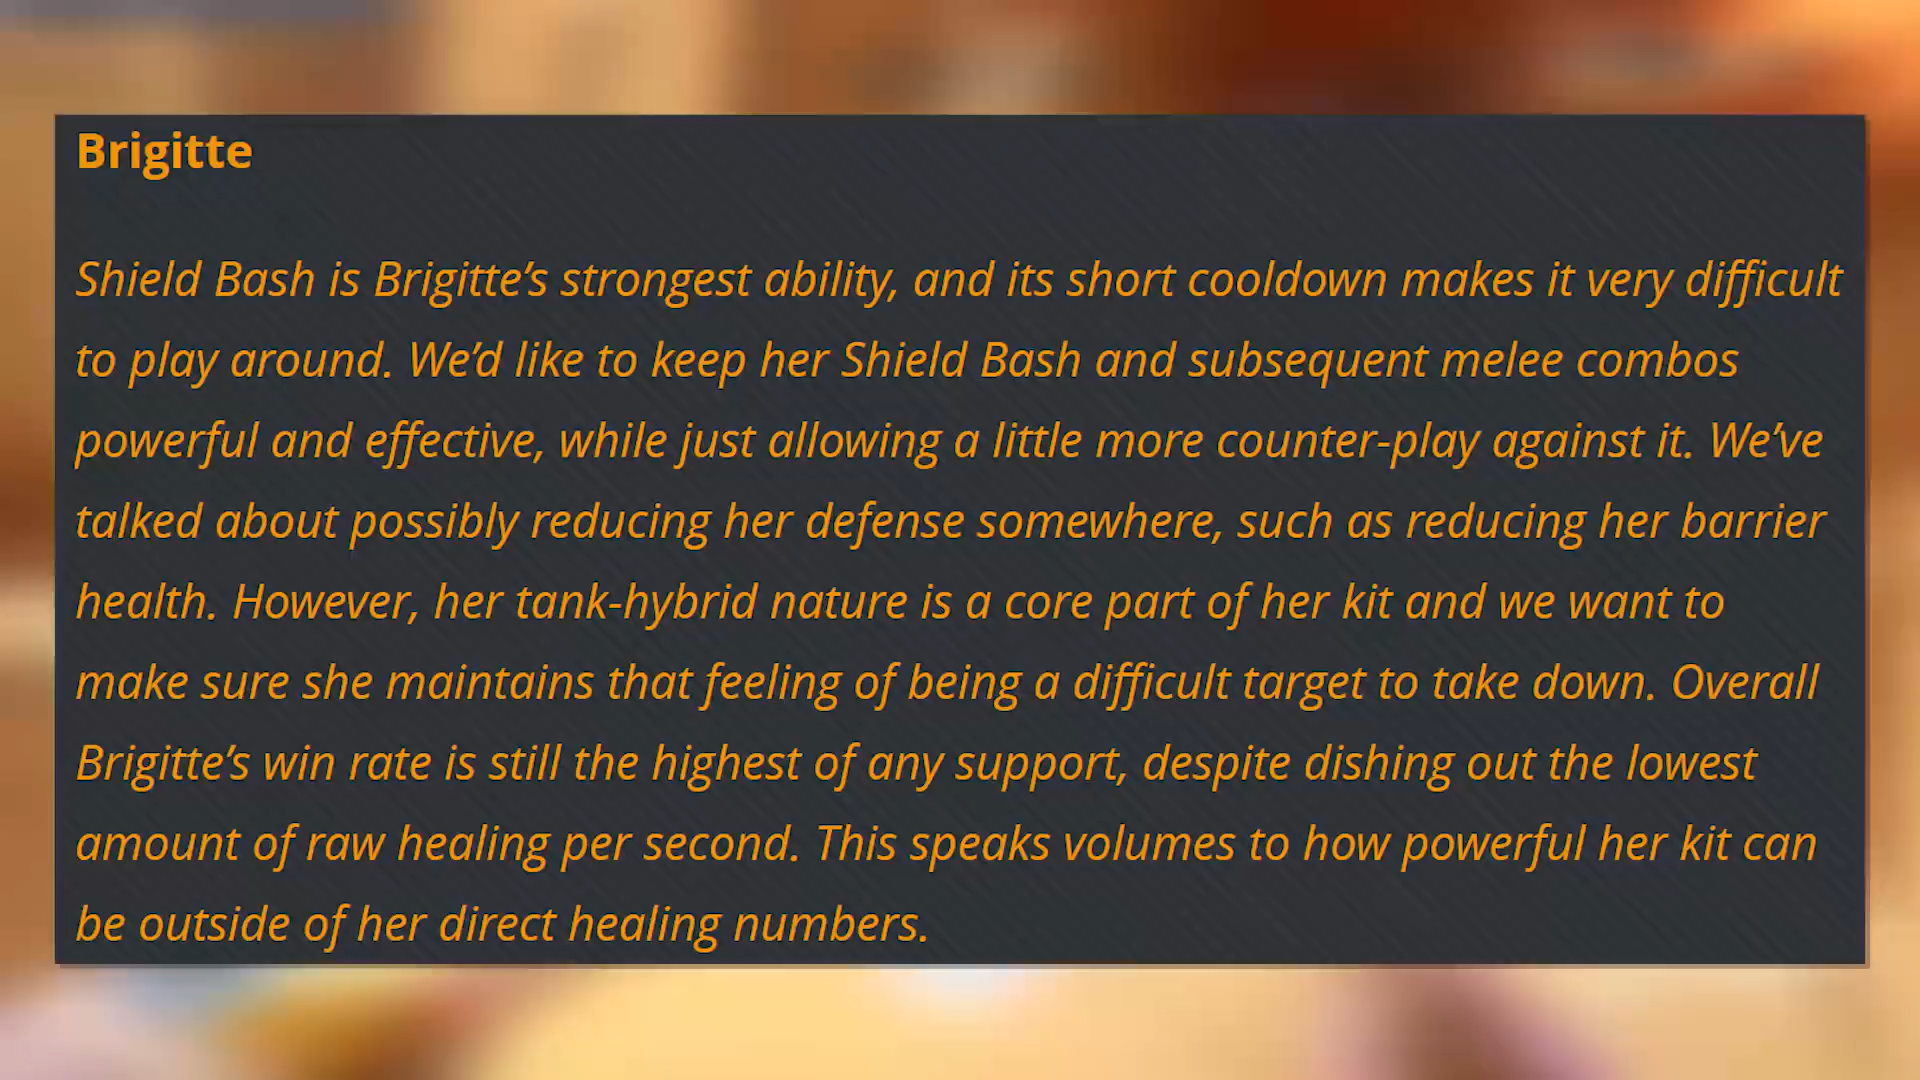 Brigitte
Shield Bash is Brigitte’s strongest ability, and its short cooldown makes it very difficult
to play around. We’d like to keep her Shield Bash and subsequent melee combos
powerful and effective, while just allowing a little more counter-play against it. We’ve
talked about possibly reducing her defense somewhere, such as reducing her barrier
health. However, her tank-hybrid nature is a core part of her kit and we want to
make sure she maintains that feeling of being a difficult target to take down. Overall
Brigitte’s win rate is still the highest of any support, despite dishing out the lowest
amount of raw healing per second. This speaks volumes to how powerful her kit can
be outside of her direct healing numbers.